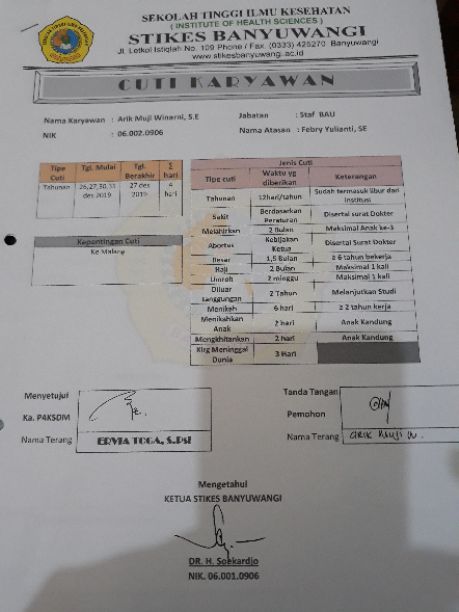 SEKOLAH TINGGI ILMU KESEHATAN
( INSTITUTE OF HEALTH SCIENCES )
STIKES BANYUWANGI
Jl. Letkol Istiqlah No. 109 Phone / Fax. (0333) 425270 Banyuwangi
www.stikesbanyuwangi.ac.id
CUTI KARYAWAN
Nama Karyawan : Arik Muji Winarni, S.E
Jabatan : Staf BAU
NIK : 06.002.0906
Nama Atasan : Febry Yulianti, SE
Tipe Cuti Tgl. Mulai Tgl. Berakhir Σ hari
Tahunan 26,27,30,31 des 2019 27 des 2019 4 hari
Kepentingan Cuti
Ke Malang
Jenis Cuti
Tipe cuti Waktu yg diberikan Keterangan
Tahunan 12hari/tahun Sudah termasuk libur dari institusi
Sakit Berdasarkan Peraturan Disertai surat Dokter
Melahirkan 2 Bulan Maksimal Anak ke-3
Abortus Kebijakan Ketua Disertai Surat Dokter
Besar 1,5 Bulan ≥ 6 tahun bekerja
Haji 2 Bulan Maksimal 1 kali
Umroh 2 minggu Maksimal 1 kali
Diluar tanggungan 2 Tahun Melanjutkan Studi
Menikah 6 hari ≥ 2 tahun kerja
Menikahkan Anak 2 hari Anak Kandung
Mengkhitankan 2 hari Anak Kandung
Klrg Meninggal Dunia 3 Hari
Menyetujui
Ka. P4KSDM
Nama Terang ERVIA TOGA, S.Psi
Tanda Tangan
Pemohon
Nama Terang ARIK MUJI W.
Mengetahui
KETUA STIKES BANYUWANGI
DR. H. Soekardjo
NIK. 06.001.0906